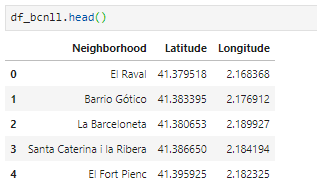 df_bcnll.head()
Neighborhood Latitude Longitude
0 El Raval 41.379518 2.168368
1 Barrio Gótico 41.383395 2.176912
2 La Barceloneta 41.380653 2.189927
3 Santa Caterina i la Ribera 41.386650 2.184194
4 El Fort Pienc 41.395925 2.182325